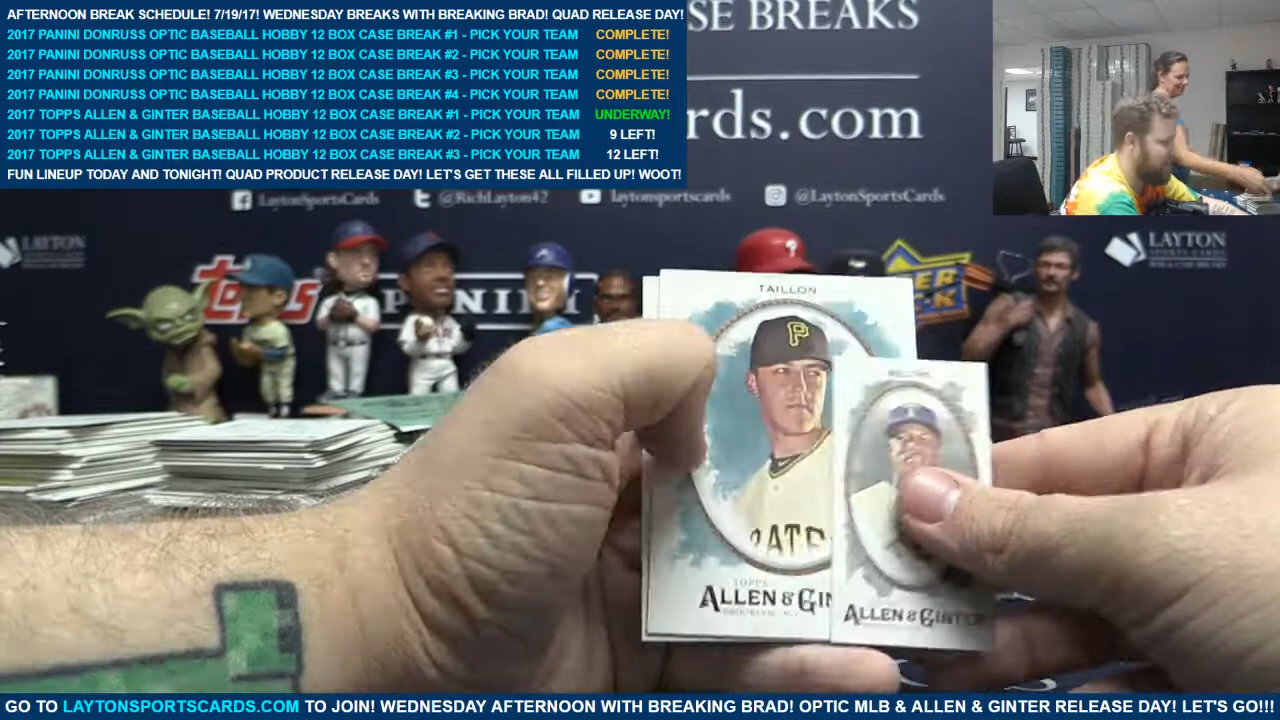 AFTERNOON BREAK SCHEDULE! 7/19/17! WEDNESDAY BREAKS WITH BREAKING BRAD! QUAD RELEASE DAY!
2017 PANINI DONRUSS OPTIC BASEBALL HOBBY 12 BOX CASE BREAK #1 - PICK YOUR TEAM COMPLETE!
2017 PANINI DONRUSS OPTIC BASEBALL HOBBY 12 BOX CASE BREAK #2 - PICK YOUR TEAM COMPLETE!
2017 PANINI DONRUSS OPTIC BASEBALL HOBBY 12 BOX CASE BREAK #3 - PICK YOUR TEAM COMPLETE!
2017 PANINI DONRUSS OPTIC BASEBALL HOBBY 12 BOX CASE BREAK #4 - PICK YOUR TEAM COMPLETE!
2017 TOPPS ALLEN & GINTER BASEBALL HOBBY 12 BOX CASE BREAK #1 - PICK YOUR TEAM UNDERWAY!
2017 TOPPS ALLEN & GINTER BASEBALL HOBBY 12 BOX CASE BREAK #2 - PICK YOUR TEAM 9 LEFT!
2017 TOPPS ALLEN & GINTER BASEBALL HOBBY 12 BOX CASE BREAK #3 - PICK YOUR TEAM 12 LEFT!
FUN LINEUP TODAY AND TONIGHT! QUAD PRODUCT RELEASE DAY! LET'S GET THESE ALL FILLED UP! WOOT!
SE BREAKS
rds.com
LaytonSportsCards @RichLayton42 laytonsportscards @LaytonSportsCards
LAYTON
LAYTON
SPORTS CARDS
topps PANINI
TAILLON
P
TOPPS
ALLEN & GIN
ALLEN & GINTER
GO TO LAYTONSPORTSCARDS.COM TO JOIN! WEDNESDAY AFTERNOON WITH BREAKING BRAD! OPTIC MLB & ALLEN & GINTER RELEASE DAY! LET'S GO!!!